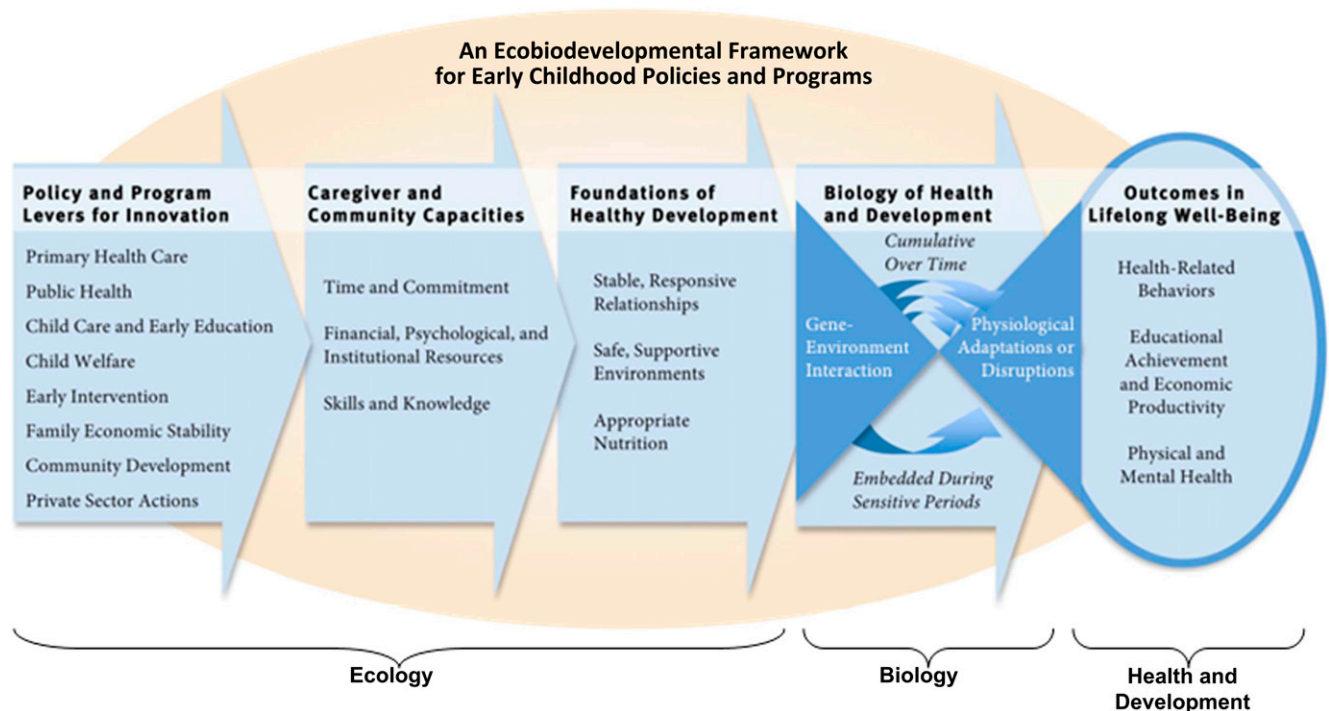 An Ecobiodevelopmental Framework
for Early Childhood Policies and Programs
Policy and Program
Levers for Innovation
Primary Health Care
Public Health
Child Care and Early Education
Child Welfare
Early Intervention
Family Economic Stability
Community Development
Private Sector Actions
Caregiver and
Community Capacities
Time and Commitment
Financial, Psychological, and
Institutional Resources
Skills and Knowledge
Foundations of
Healthy Development
Stable, Responsive
Relationships
Safe, Supportive
Environments
Appropriate
Nutrition
Biology of Health
and Development
Cumulative
Over Time
Gene-
Environment
Interaction
Physiological
Adaptations or
Disruptions
Embedded During
Sensitive Periods
Outcomes in
Lifelong Well-Being
Health-Related
Behaviors
Educational
Achievement
and Economic
Productivity
Physical and
Mental Health
Ecology
Biology
Health and
Development